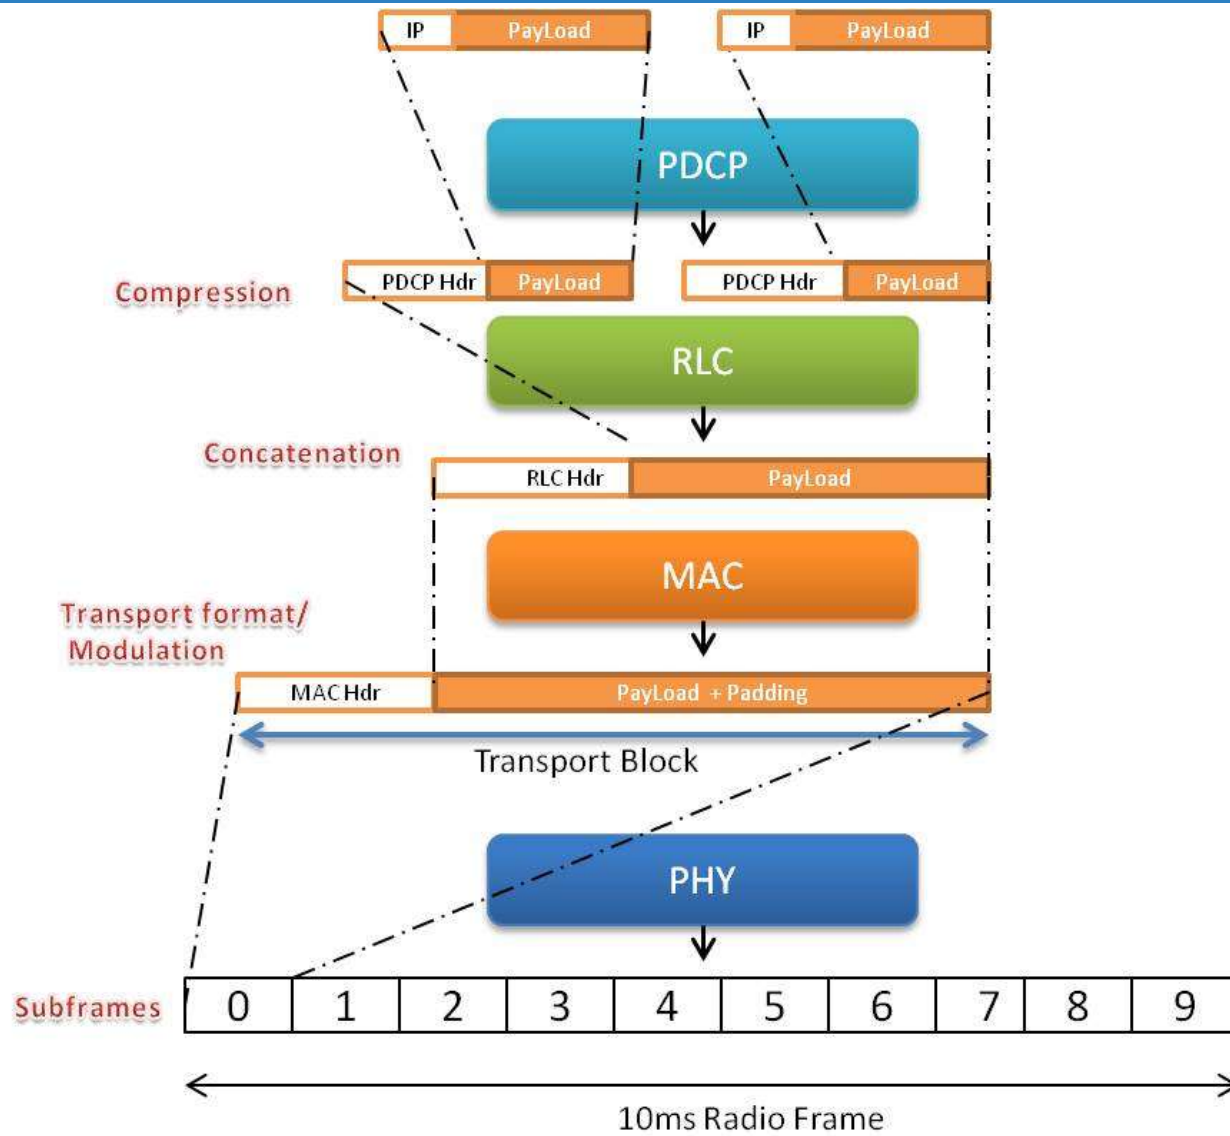 IP PayLoad IP PayLoad
PDCP
Compression
PDCP Hdr PayLoad PDCP Hdr PayLoad
RLC
Concatenation
RLC Hdr PayLoad
MAC
Transport format/
Modulation
MAC Hdr PayLoad + Padding
Transport Block
PHY
Subframes 0 1 2 3 4 5 6 7 8 9
10ms Radio Frame